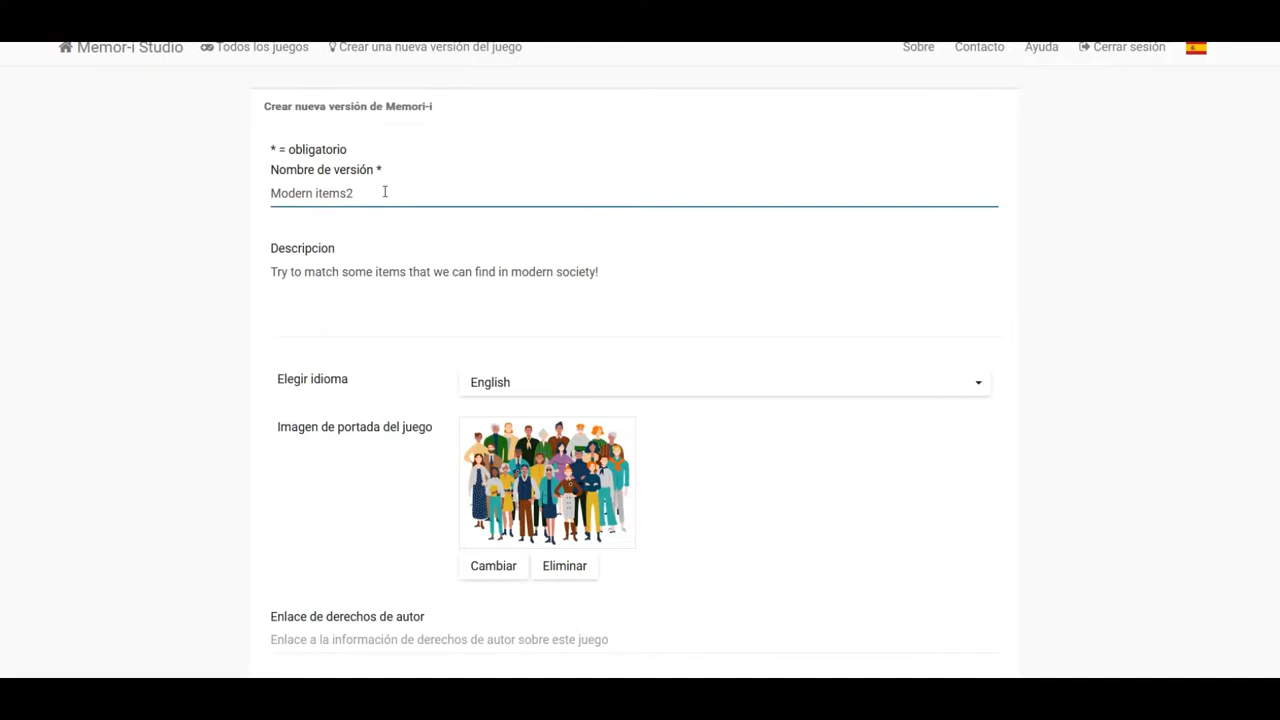 Memor-i Studio Todos los juegos Crear una nueva versión del juego Sobre Contacto Ayuda Cerrar sesión
Crear nueva versión de Memori-i
* = obligatorio
Nombre de versión *
Modern items2
Descripcion
Try to match some items that we can find in modern society!
Elegir idioma English
Imagen de portada del juego
Cambiar Eliminar
Enlace de derechos de autor
Enlace a la información de derechos de autor sobre este juego